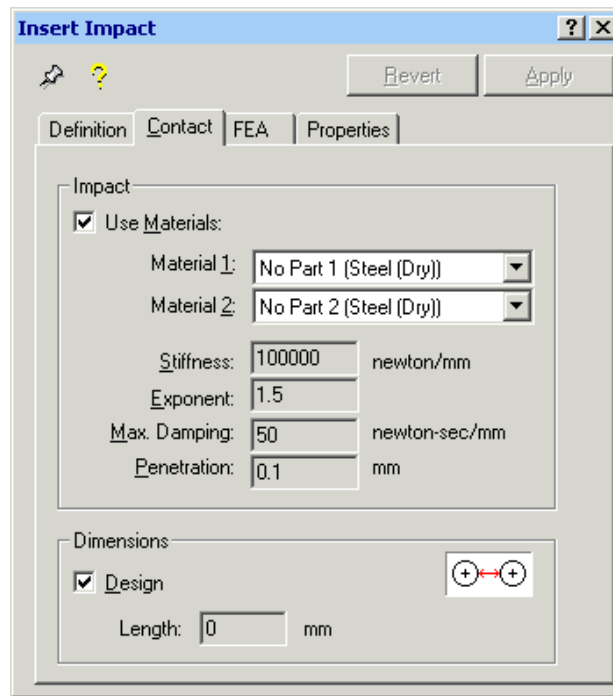 Insert Impact
Revert Apply
Definition Contact FEA Properties
Impact
Use Materials:
Material 1: No Part 1 (Steel (Dry))
Material 2: No Part 2 (Steel (Dry))
Stiffness: 100000 newton/mm
Exponent: 1.5
Max. Damping: 50 newton-sec/mm
Penetration: 0.1 mm
Dimensions
Design
Length: 0 mm